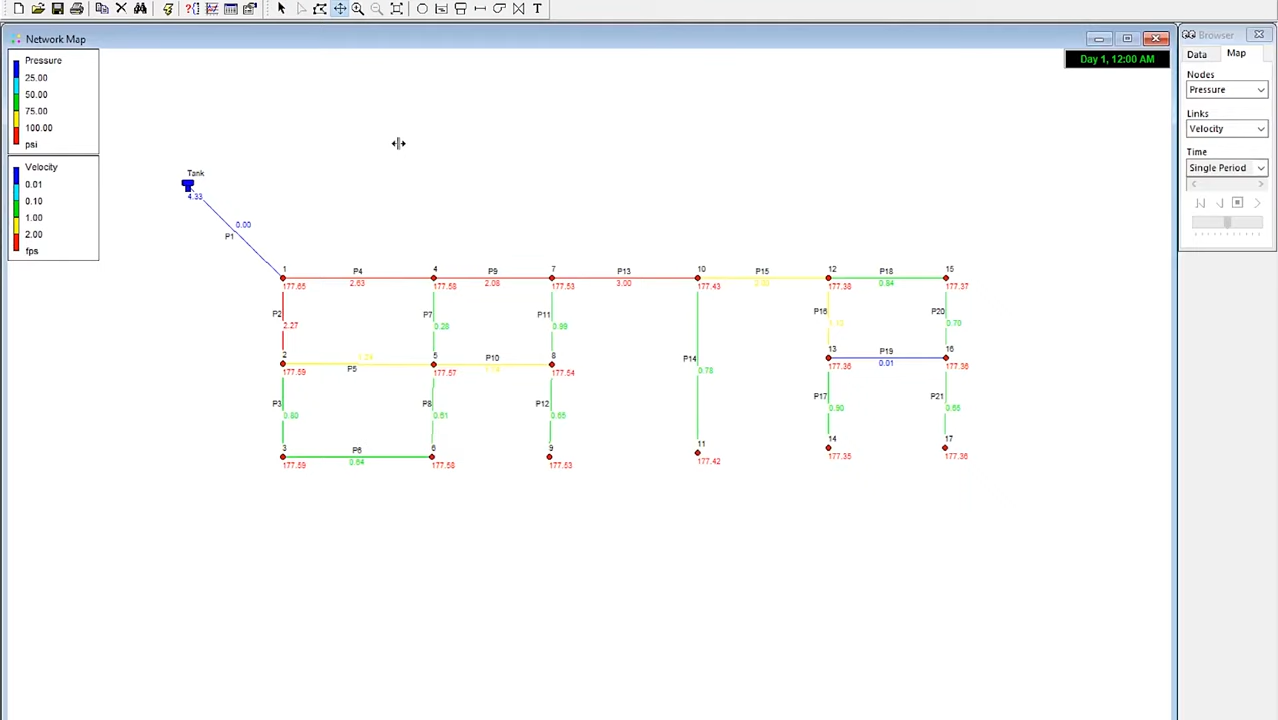 Network Map
Pressure
25.00
50.00
75.00
100.00
psi
Velocity
0.01
0.10
1.00
2.00
fps
Day 1, 12:00 AM
Browser
Data
Map
Nodes
Pressure
Links
Velocity
Time
Single Period
Tank
4.33
0.00
P1
1
P4
4
P9
7
P13
10
P15
12
P18
15
177.65
2.63
177.58
2.08
177.53
3.00
177.43
177.38
0.84
177.37
P2
2.27
P7
0.28
P11
0.99
P16
P20
0.70
2
5
P10
8
P14
0.78
13
P19
16
177.59
P5
177.57
177.54
177.36
0.01
177.36
P3
0.80
P8
0.61
P12
0.65
P17
0.90
P21
0.65
3
P6
6
9
11
14
17
177.59
0.64
177.58
177.53
177.42
177.35
177.36